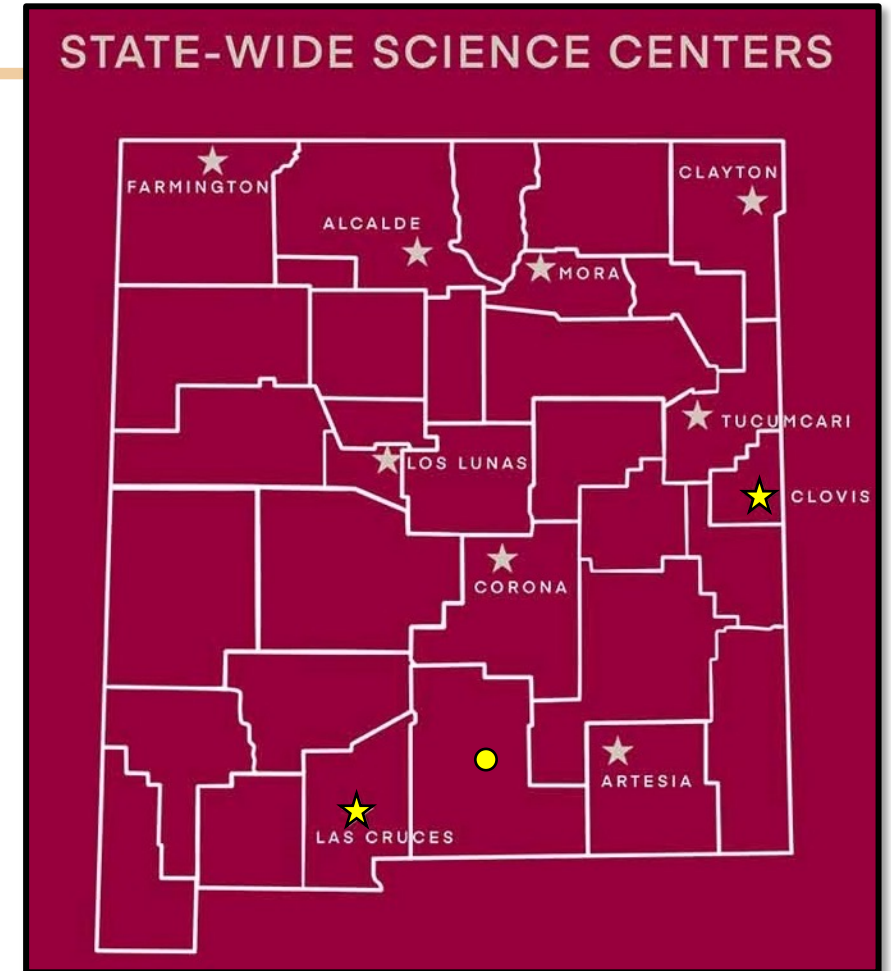 STATE-WIDE SCIENCE CENTERS
CLAYTON
FARMINGTON
ALCALDE
MORA
TUCUMCARI
LOS LUNAS
CLOVIS
CORONA
ARTESIA
LAS CRUCES